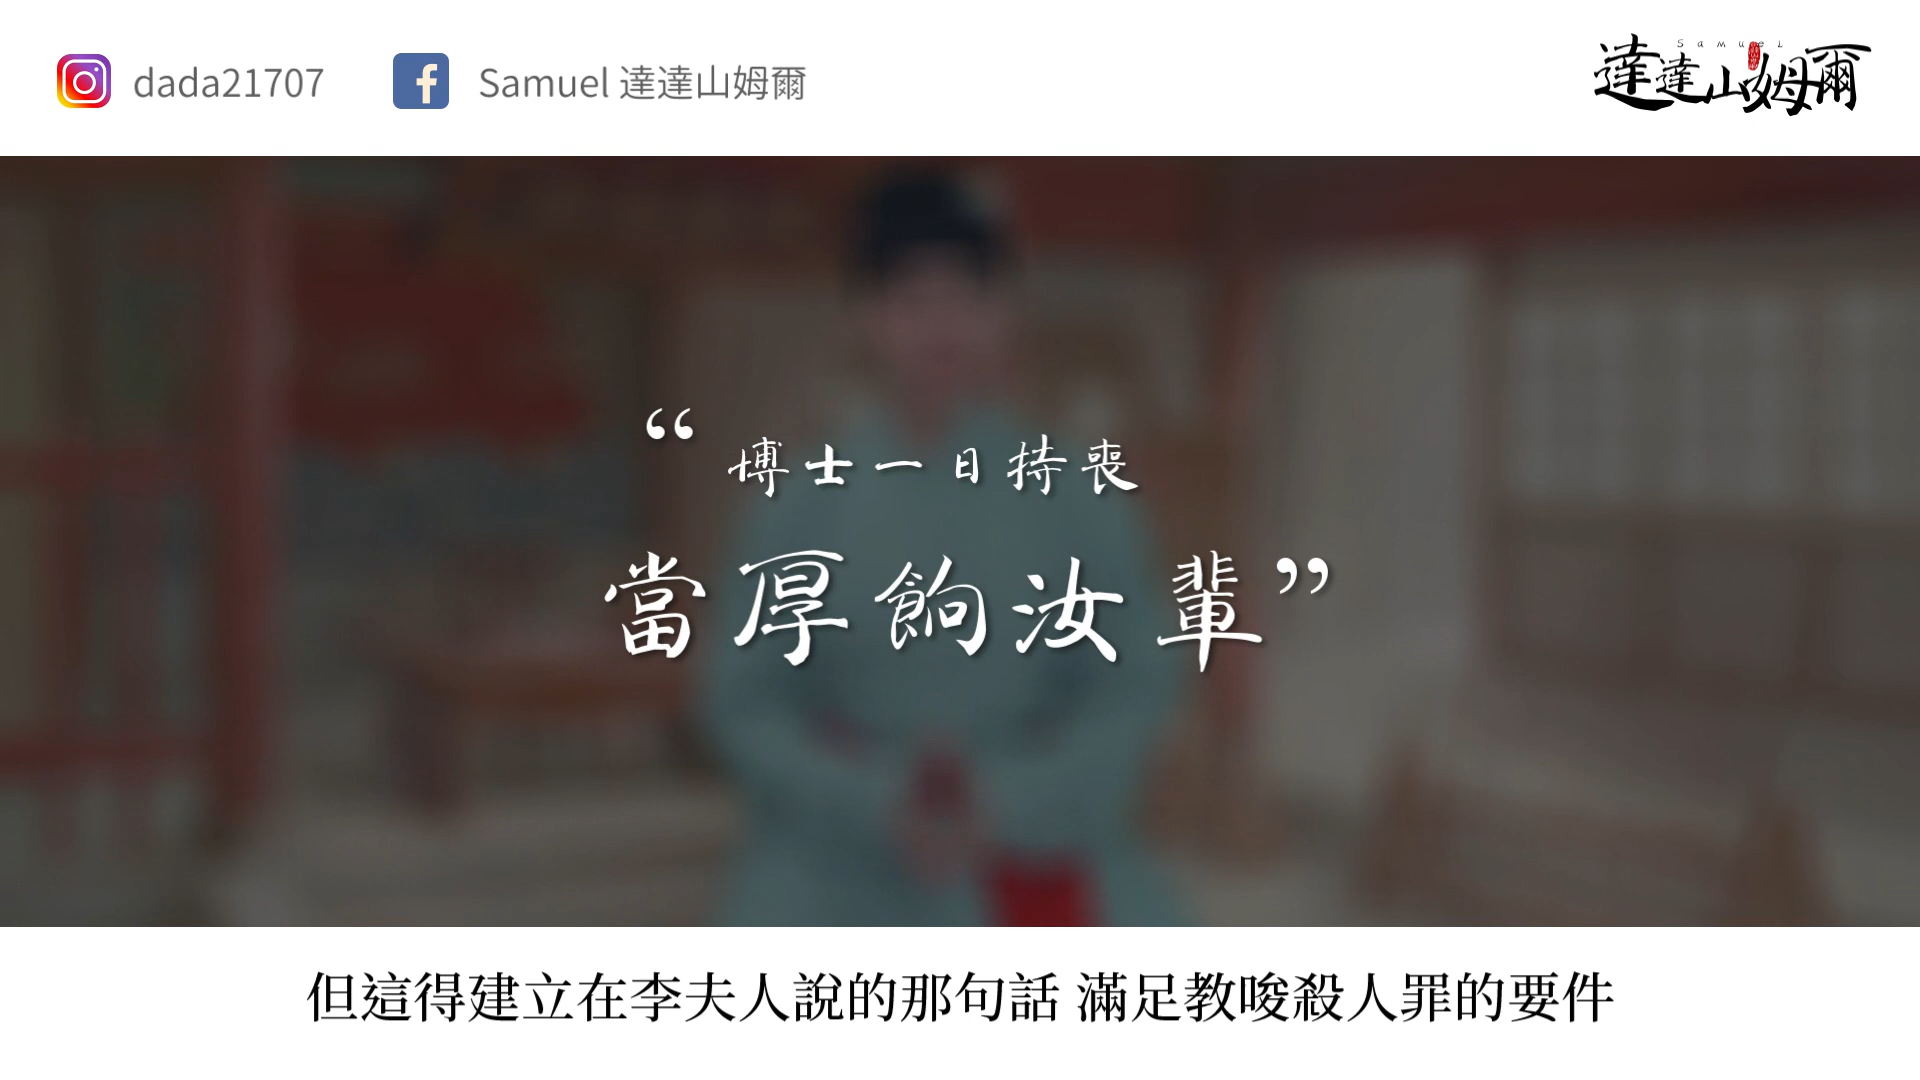 dada21707
Samuel 達達山姆爾
Samuel
達達山姆爾
“博士一日持喪
當厚餉汝輩”
但這得建立在李夫人說的那句話 滿足教唆殺人罪的要件